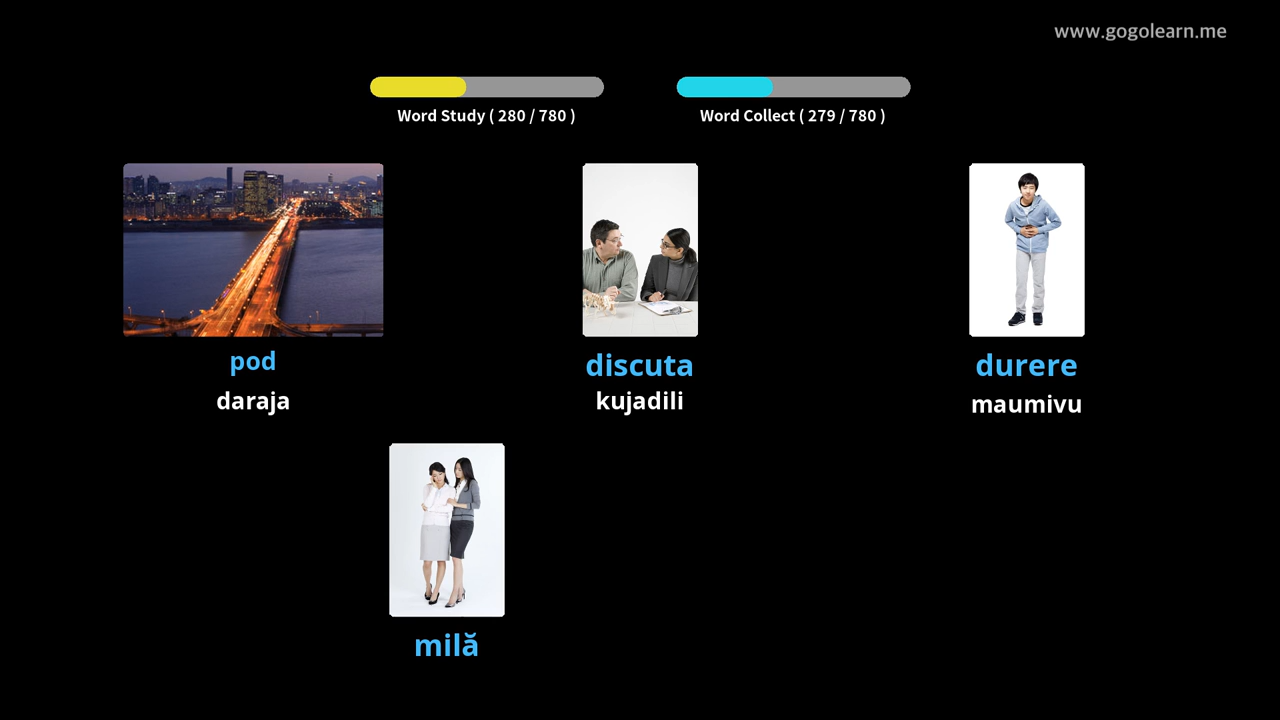 www.gogolearn.me
Word Study ( 280 / 780 )
Word Collect ( 279 / 780 )
pod
daraja
discuta
kujadili
durere
maumivu
milă